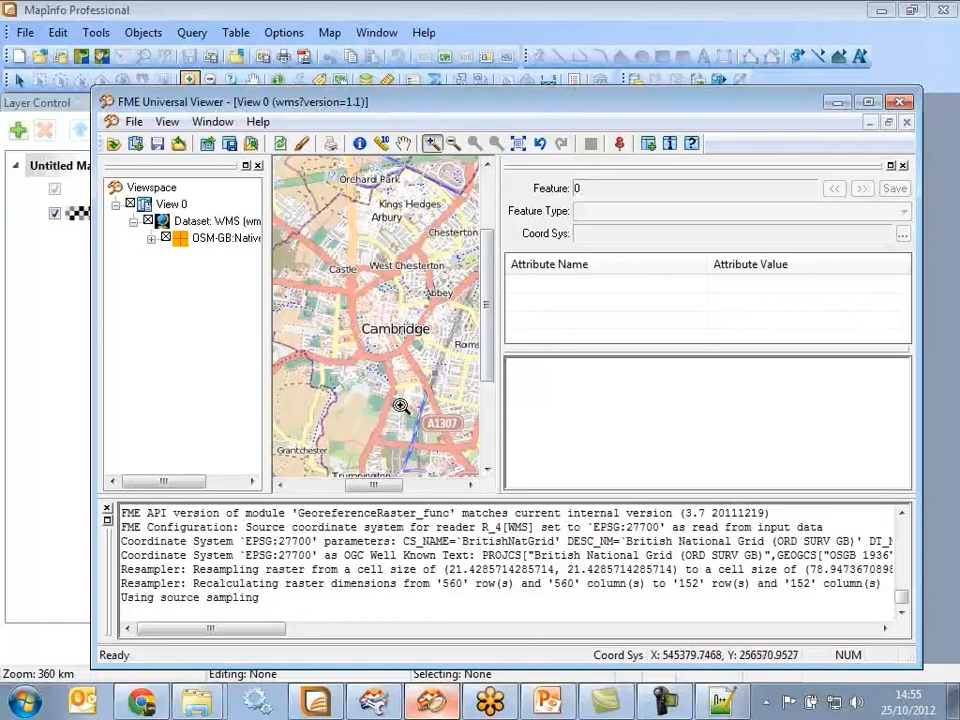 MapInfo Professional
File Edit Tools Objects Query Table Options Map Window Help
Layer Control
Untitled Ma
FME Universal Viewer - [View 0 (wms?version=1.1)]
File View Window Help
Viewspace
View 0
Dataset: WMS (wm
OSM-GB:Native
Orchard Park
Kings Hedges
Arbury
Chesterton
West Chesterton
Castle
Abbey
Cambridge
Roms
A1307
Grantchester
Trumpington
Feature: 0
<< >> Save
Feature Type:
Coord Sys: ...
Attribute Name Attribute Value
FME API version of module 'GeoreferenceRaster_func' matches current internal version (3.7 20111219)
FME Configuration: Source coordinate system for reader R_4[WMS] set to `EPSG:27700' as read from input data
Coordinate System `EPSG:27700' parameters: CS_NAME=`BritishNatGrid' DESC_NM=`British National Grid (ORD SURV GB)' DT_N
Coordinate System `EPSG:27700' as OGC Well Known Text: PROJCS["British National Grid (ORD SURV GB)",GEOGCS["OSGB 1936"
Resampler: Resampling raster from a cell size of (21.4285714285714, 21.4285714285714) to a cell size of (78.9473670898
Resampler: Recalculating raster dimensions from '560' row(s) and '560' column(s) to '152' row(s) and '152' column(s)
Using source sampling
Ready Coord Sys X: 545379.7468, Y: 256570.9527 NUM
Zoom: 360 km Editing: None Selecting: None
14:55
25/10/2012